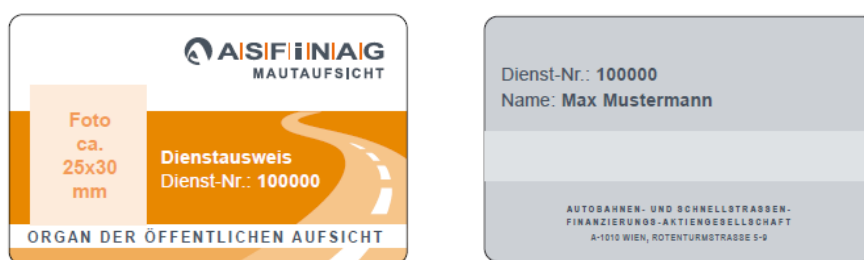 A|S|F|i|N|A|G
MAUTAUFSICHT
Foto
ca.
25x30
mm
Dienstausweis
Dienst-Nr.: 100000
ORGAN DER ÖFFENTLICHEN AUFSICHT
Dienst-Nr.: 100000
Name: Max Mustermann
AUTOBAHNEN- UND SCHNELLSTRASSEN-
FINANZIERUNGS-AKTIENGESELLSCHAFT
A-1010 WIEN, ROTENTURMSTRASSE 5-9